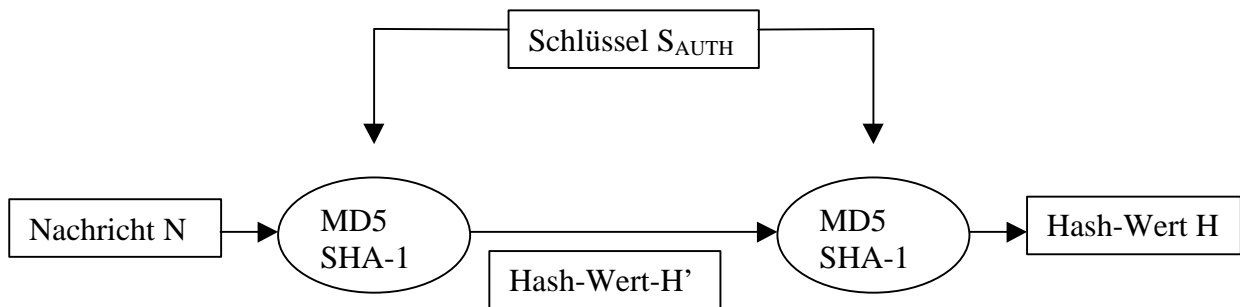 Schlüssel S_AUTH
Nachricht N
MD5
SHA-1
Hash-Wert-H’
MD5
SHA-1
Hash-Wert H